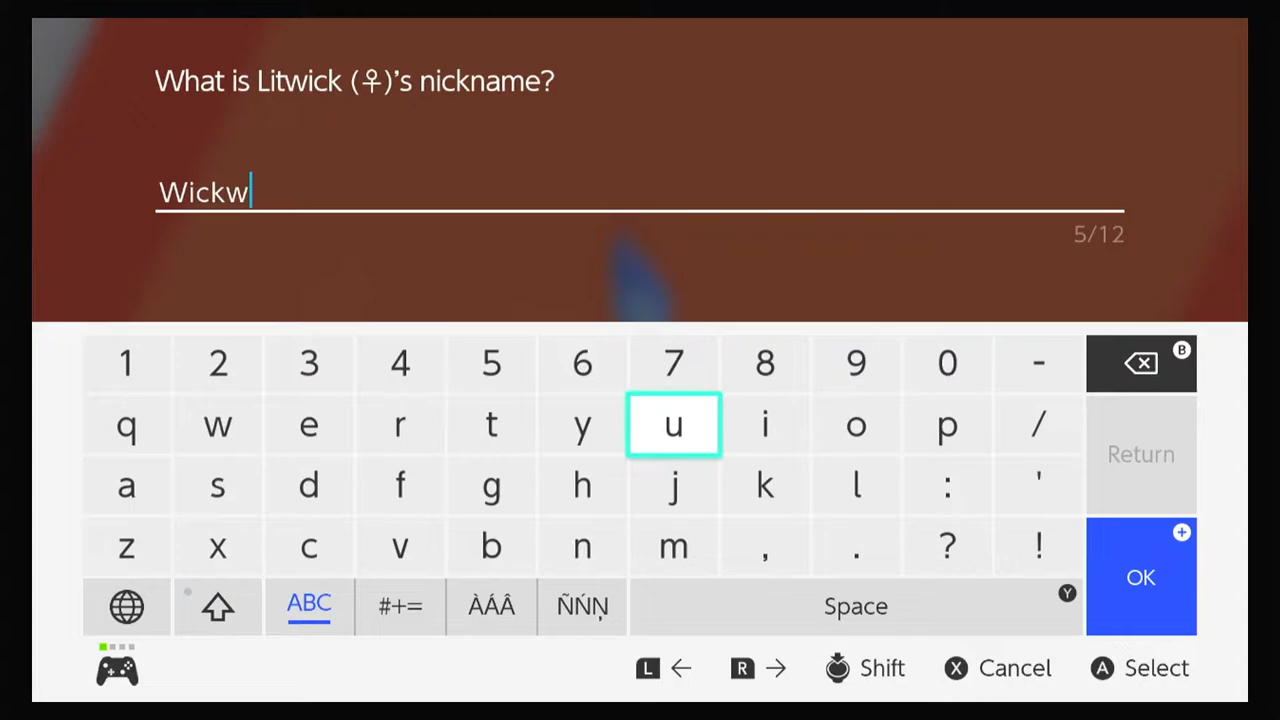 What is Litwick (♀)'s nickname?
Wickw
5/12
1 2 3 4 5 6 7 8 9 0 - B
q w e r t y u i o p /
Return
a s d f g h j k l : '
z x c v b n m , . ? ! +
OK
ABC #+= ÀÁÂ ÑŃŅ Space Y
L ← R → Shift X Cancel A Select